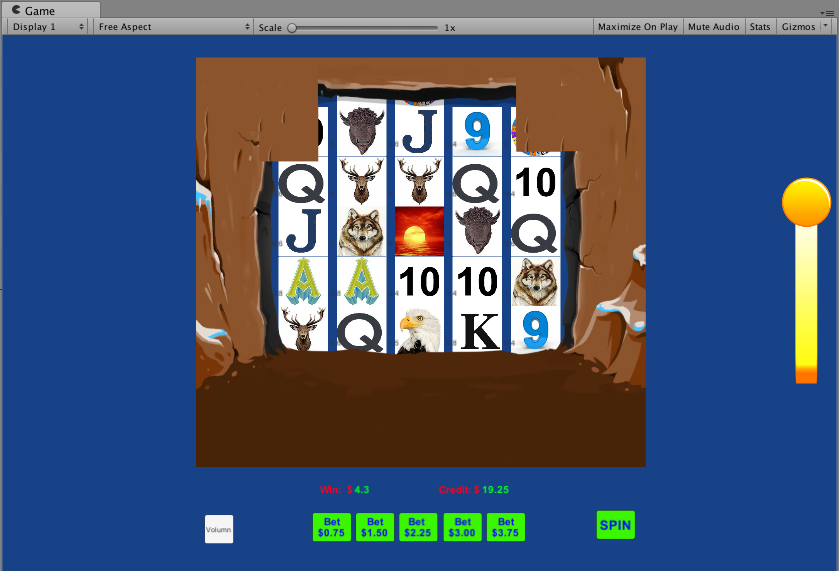 Game
Display 1 Free Aspect Scale 1x Maximize On Play Mute Audio Stats Gizmos
J 9
Q Q 10
J Q
A A 10 10
Q K 9
Win: $ 4.3 Credit: $ 19.25
Volumn
Bet $0.75
Bet $1.50
Bet $2.25
Bet $3.00
Bet $3.75
SPIN